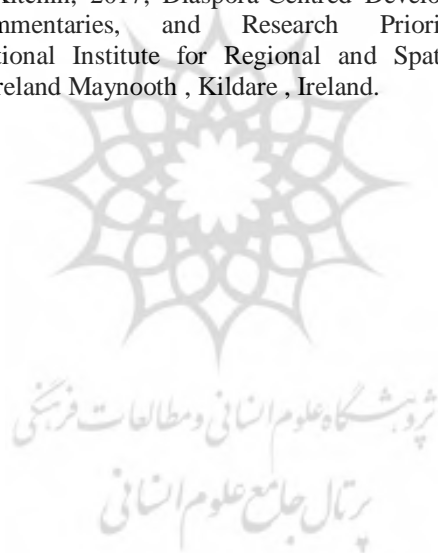 Kitchin, 2017, Diaspora-Centred Develo
mmentaries, and Research Priori
tional Institute for Regional and Spat
reland Maynooth , Kildare , Ireland.
پژوهشگاه علوم انسانی و مطالعات فرهنگی
پرتال جامع علوم انسانی